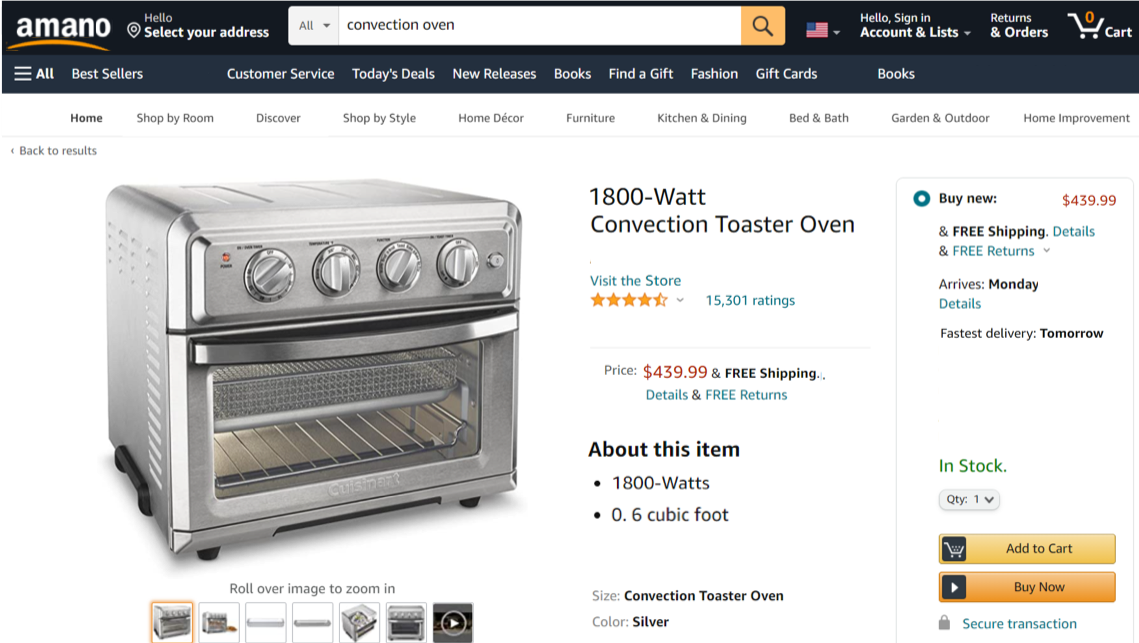 amano
Hello
Select your address
All
convection oven
Hello, Sign in
Account & Lists
Returns
& Orders
0
Cart
All
Best Sellers
Customer Service
Today's Deals
New Releases
Books
Find a Gift
Fashion
Gift Cards
Books
Home
Shop by Room
Discover
Shop by Style
Home Décor
Furniture
Kitchen & Dining
Bed & Bath
Garden & Outdoor
Home Improvement
‹ Back to results
1800-Watt
Convection Toaster Oven
Visit the Store
15,301 ratings
Price: $439.99 & FREE Shipping.
Details & FREE Returns
About this item
• 1800-Watts
• 0. 6 cubic foot
Size: Convection Toaster Oven
Color: Silver
Cuisinart
Roll over image to zoom in
Buy new:
$439.99
& FREE Shipping. Details
& FREE Returns
Arrives: Monday
Details
Fastest delivery: Tomorrow
In Stock.
Qty: 1
Add to Cart
Buy Now
Secure transaction